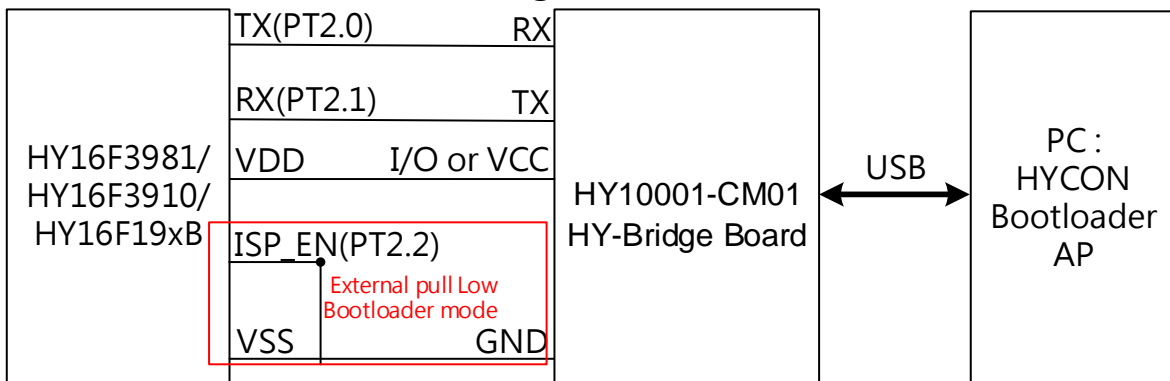 TX(PT2.0) RX
RX(PT2.1) TX
HY16F3981/
HY16F3910/
HY16F19xB
VDD I/O or VCC
ISP_EN(PT2.2)
External pull Low
Bootloader mode
VSS GND
HY10001-CM01
HY-Bridge Board
USB
PC :
HYCON
Bootloader
AP